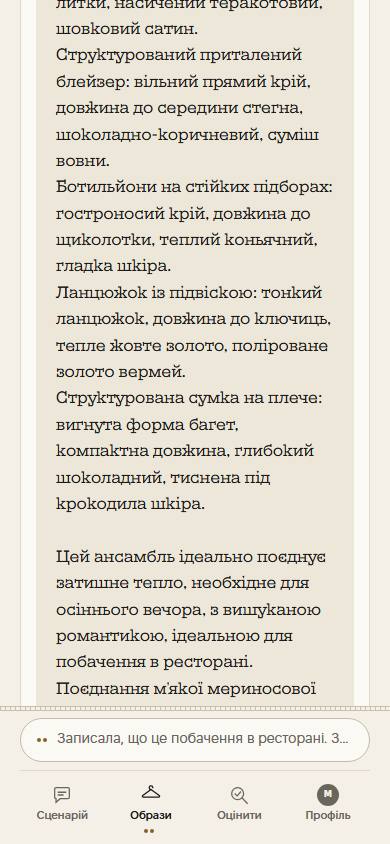 литки, насичений теракотовий,
шовковий сатин.
Структурований приталений
блейзер: вільний прямий крій,
довжина до середини стегна,
шоколадно-коричневий, суміш
вовни.
Ботильйони на стійких підборах:
гостроносий крій, довжина до
щиколотки, теплий коньячний,
гладка шкіра.
Ланцюжок із підвіскою: тонкий
ланцюжок, довжина до ключиць,
тепле жовте золото, поліроване
золото вермей.
Структурована сумка на плече:
вигнута форма багет,
компактна довжина, глибокий
шоколадний, тиснена під
крокодила шкіра.
Цей ансамбль ідеально поєднує
затишне тепло, необхідне для
осіннього вечора, з вишуканою
романтикою, ідеальною для
побачення в ресторані.
Поєднання м'якої мериносової
Записала, що це побачення в ресторані. З...
Сценарій
Образи
Оцінити
М
Профіль